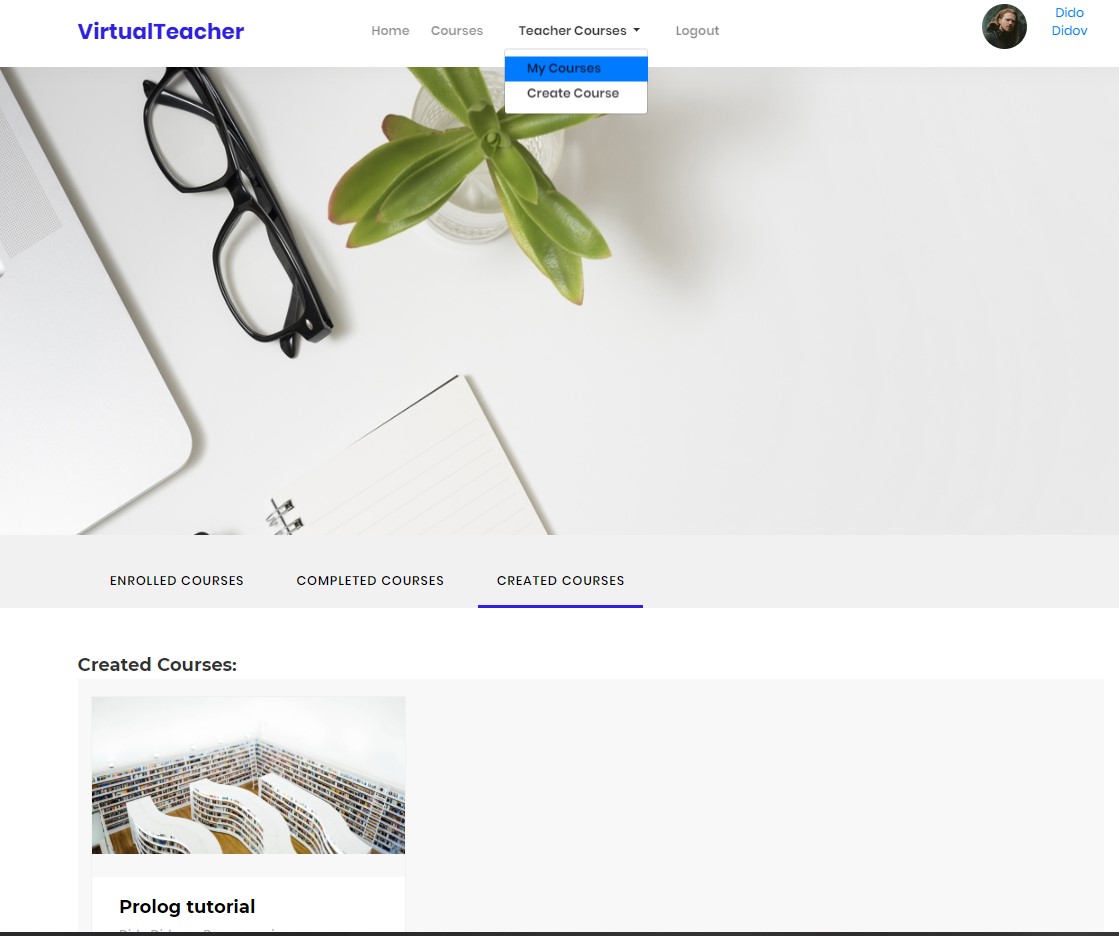 VirtualTeacher
Home
Courses
Teacher Courses
Logout
Dido
Didov
My Courses
Create Course
ENROLLED COURSES
COMPLETED COURSES
CREATED COURSES
Created Courses:
Prolog tutorial